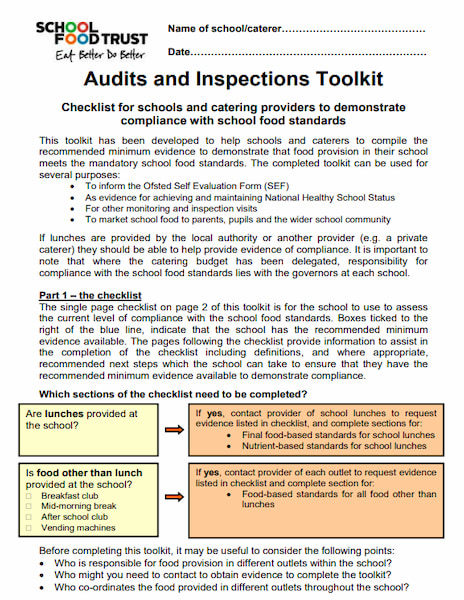 SCHOOL
FOOD TRUST
Eat Better Do Better
Name of school/caterer……………………………………
Date……………………………………………………………
Audits and Inspections Toolkit
Checklist for schools and catering providers to demonstrate
compliance with school food standards
This toolkit has been developed to help schools and caterers to compile the
recommended minimum evidence to demonstrate that food provision in their school
meets the mandatory school food standards. The completed toolkit can be used for
several purposes:
• To inform the Ofsted Self Evaluation Form (SEF)
• As evidence for achieving and maintaining National Healthy School Status
• For other monitoring and inspection visits
• To market school food to parents, pupils and the wider school community
If lunches are provided by the local authority or another provider (e.g. a private
caterer) they should be able to help provide evidence of compliance. It is important to
note that where the catering budget has been delegated, responsibility for
compliance with the school food standards lies with the governors at each school.
Part 1 – the checklist
The single page checklist on page 2 of this toolkit is for the school to use to assess
the current level of compliance with the school food standards. Boxes ticked to the
right of the blue line, indicate that the school has the recommended minimum
evidence available. The pages following the checklist provide information to assist in
the completion of the checklist including definitions, and where appropriate,
recommended next steps which the school can take to ensure that they have the
recommended minimum evidence available to demonstrate compliance.
Which sections of the checklist need to be completed?
Are lunches provided at
the school?
If yes, contact provider of school lunches to request
evidence listed in checklist, and complete sections for:
• Final food-based standards for school lunches
• Nutrient-based standards for school lunches
Is food other than lunch
provided at the school?
□ Breakfast club
□ Mid-morning break
□ After school club
□ Vending machines
If yes, contact provider of each outlet to request evidence
listed in checklist and complete section for:
• Food-based standards for all food other than
lunches
Before completing this toolkit, it may be useful to consider the following points:
• Who is responsible for food provision in different outlets within the school?
• Who might you need to contact to obtain evidence to complete the toolkit?
• Who co-ordinates the food provided in different outlets throughout the school?